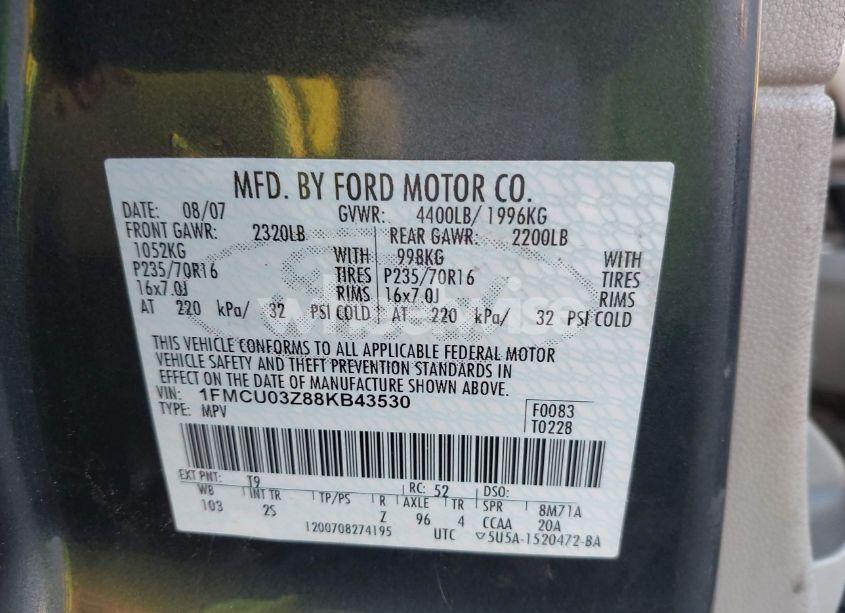 MFD. BY FORD MOTOR CO.
DATE: 08/07 GVWR: 4400LB/ 1996KG
FRONT GAWR: 2320LB REAR GAWR: 2200LB
1052KG WITH 998KG WITH
P235/70R16 TIRES P235/70R16 TIRES
16x7.0J RIMS 16x7.0J RIMS
AT 220 kPa/ 32 PSI COLD AT 220 kPa/ 32 PSI COLD
THIS VEHICLE CONFORMS TO ALL APPLICABLE FEDERAL MOTOR
VEHICLE SAFETY AND THEFT PREVENTION STANDARDS IN
EFFECT ON THE DATE OF MANUFACTURE SHOWN ABOVE.
VIN: 1FMCU03Z88KB43530
TYPE: MPV
F0083
T0228
EXT PNT: T9 RC: 52 DSO:
WB INT TR TP/PS R AXLE TR SPR 8M71A
103 2S Z 96 4 CCAA 20A
1200708274195 UTC ▽5U5A-1520472-BA